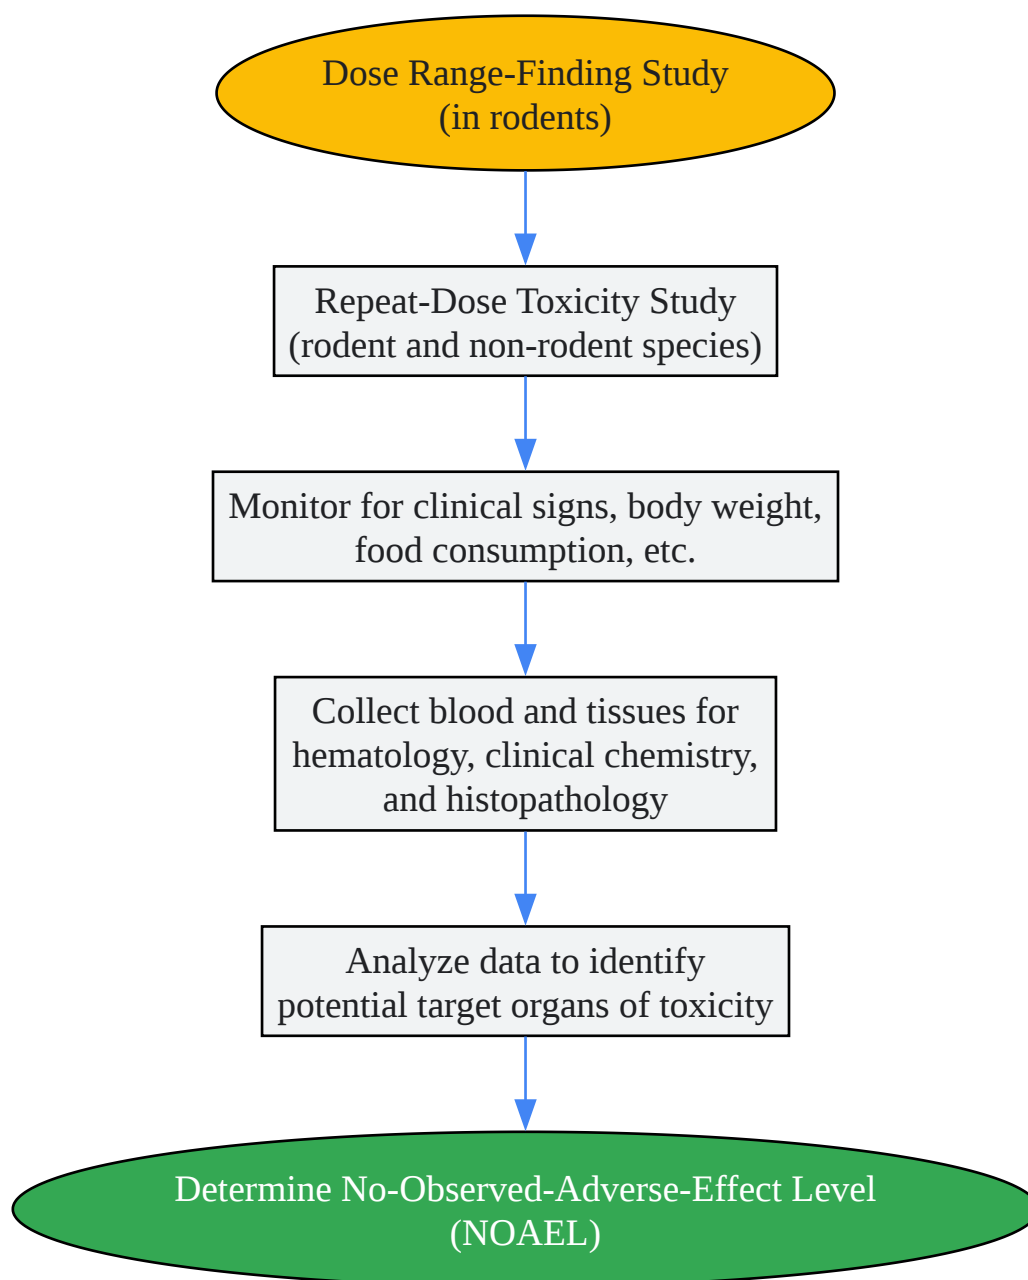 Dose Range-Finding Study
(in rodents)
Repeat-Dose Toxicity Study
(rodent and non-rodent species)
Monitor for clinical signs, body weight,
food consumption, etc.
Collect blood and tissues for
hematology, clinical chemistry,
and histopathology
Analyze data to identify
potential target organs of toxicity
Determine No-Observed-Adverse-Effect Level
(NOAEL)